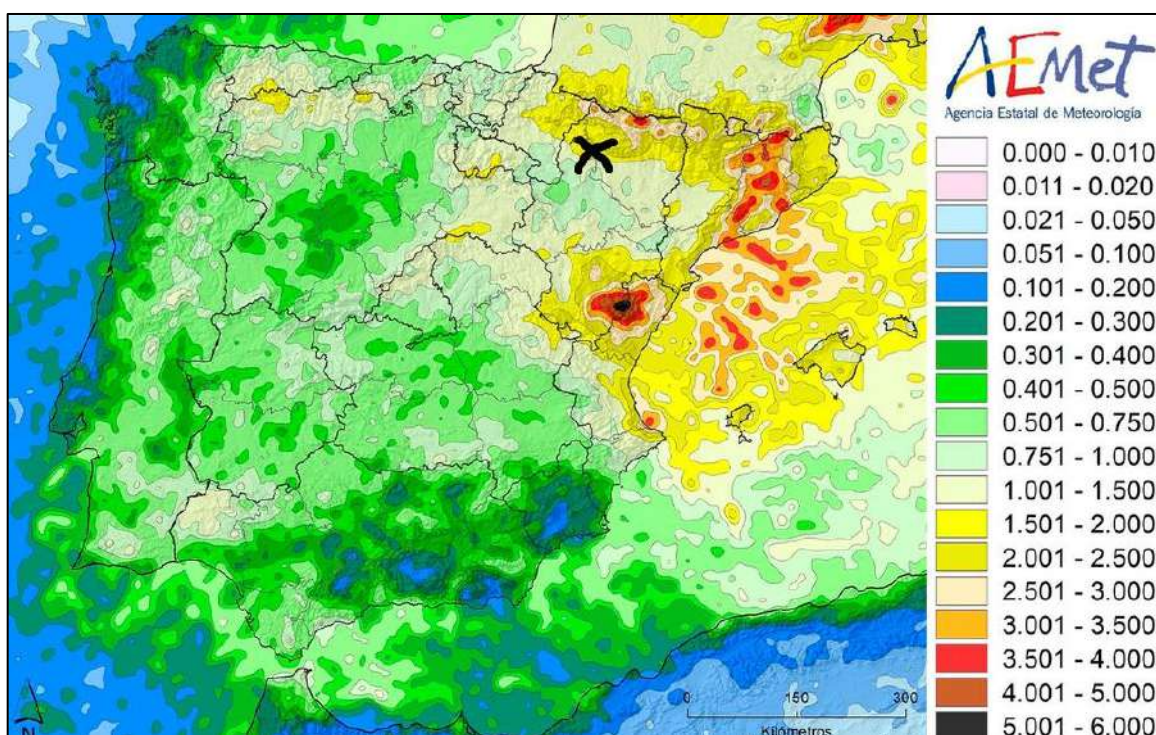 AEMet
Agencia Estatal de Meteorología
0.000 - 0.010
0.011 - 0.020
0.021 - 0.050
0.051 - 0.100
0.101 - 0.200
0.201 - 0.300
0.301 - 0.400
0.401 - 0.500
0.501 - 0.750
0.751 - 1.000
1.001 - 1.500
1.501 - 2.000
2.001 - 2.500
2.501 - 3.000
3.001 - 3.500
3.501 - 4.000
4.001 - 5.000
5.001 - 6.000
0 150 300
Kilómetros
N